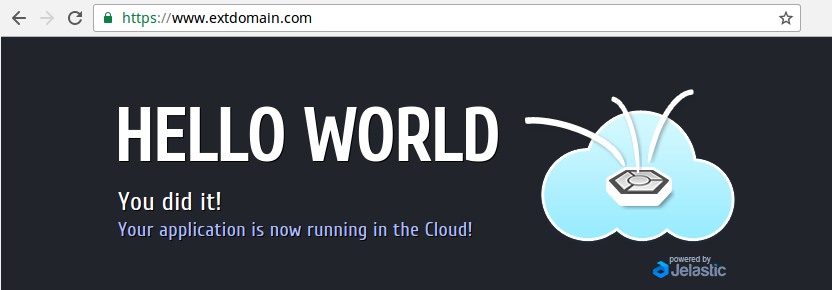 https://www.extdomain.com
HELLO WORLD
You did it!
Your application is now running in the Cloud!
powered by
Jelastic